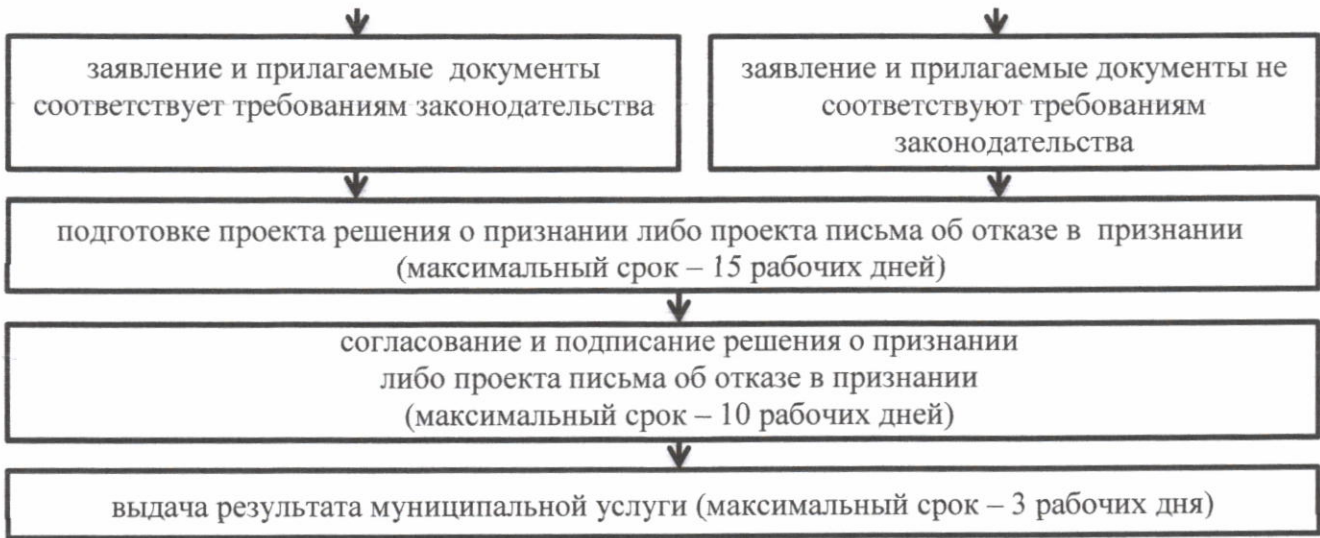 заявление и прилагаемые документы
соответствует требованиям законодательства
заявление и прилагаемые документы не
соответствуют требованиям
законодательства
подготовке проекта решения о признании либо проекта письма об отказе в признании
(максимальный срок – 15 рабочих дней)
согласование и подписание решения о признании
либо проекта письма об отказе в признании
(максимальный срок – 10 рабочих дней)
выдача результата муниципальной услуги (максимальный срок – 3 рабочих дня)